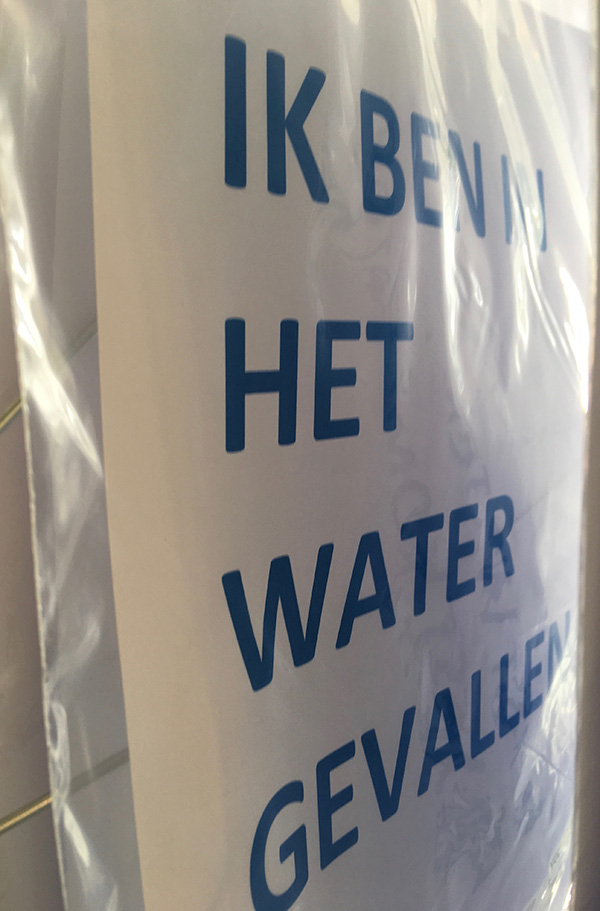 IK BEN IN
HET
WATER
GEVALLEN